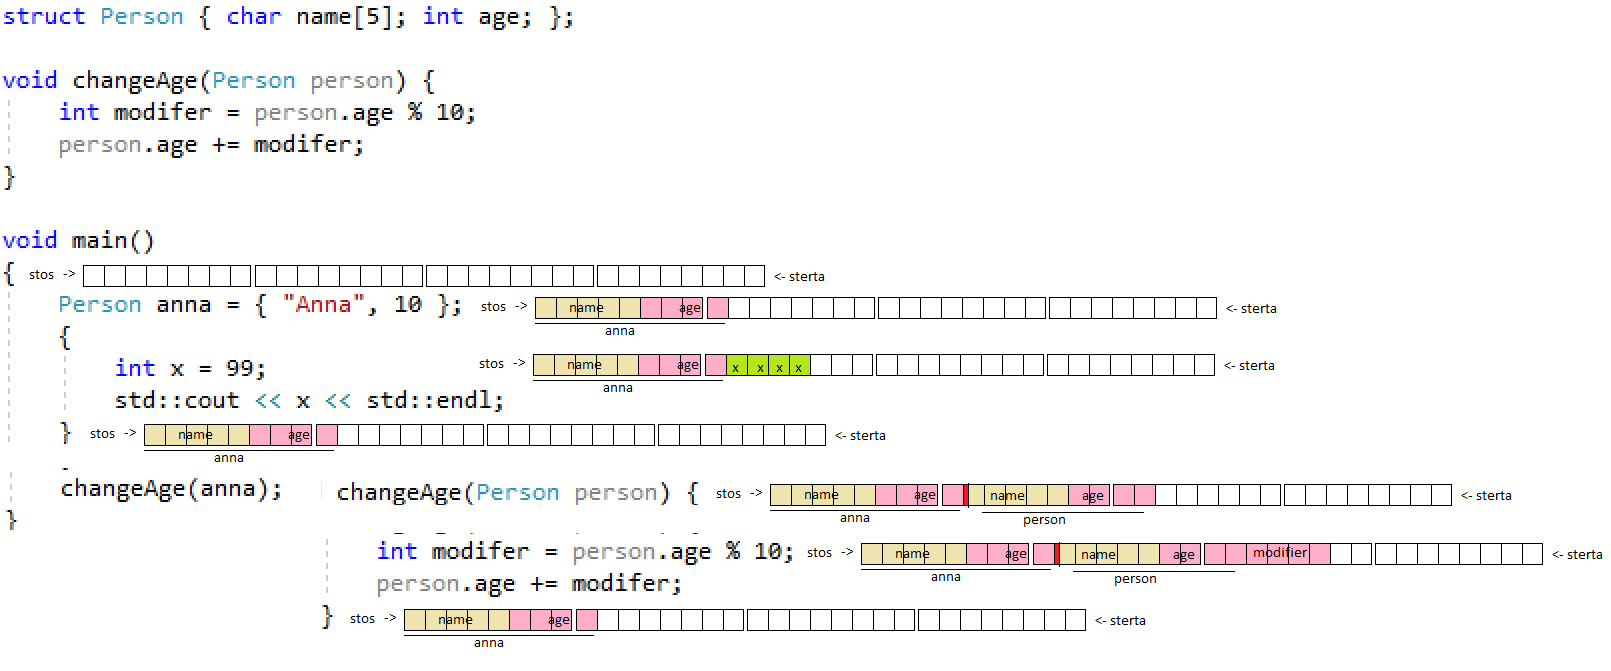 struct Person { char name[5]; int age; };
void changeAge(Person person) {
int modifer = person.age % 10;
person.age += modifer;
}
void main()
{ stos -> <- sterta
Person anna = { "Anna", 10 }; stos -> name age <- sterta
anna
{
int x = 99; stos -> name age x x x x <- sterta
anna
std::cout << x << std::endl;
} stos -> name age <- sterta
anna
changeAge(anna); changeAge(Person person) { stos -> name age name age <- sterta
anna person
}
int modifer = person.age % 10; stos -> name age name age modifier <- sterta
anna person
person.age += modifer;
} stos -> name age <- sterta
anna